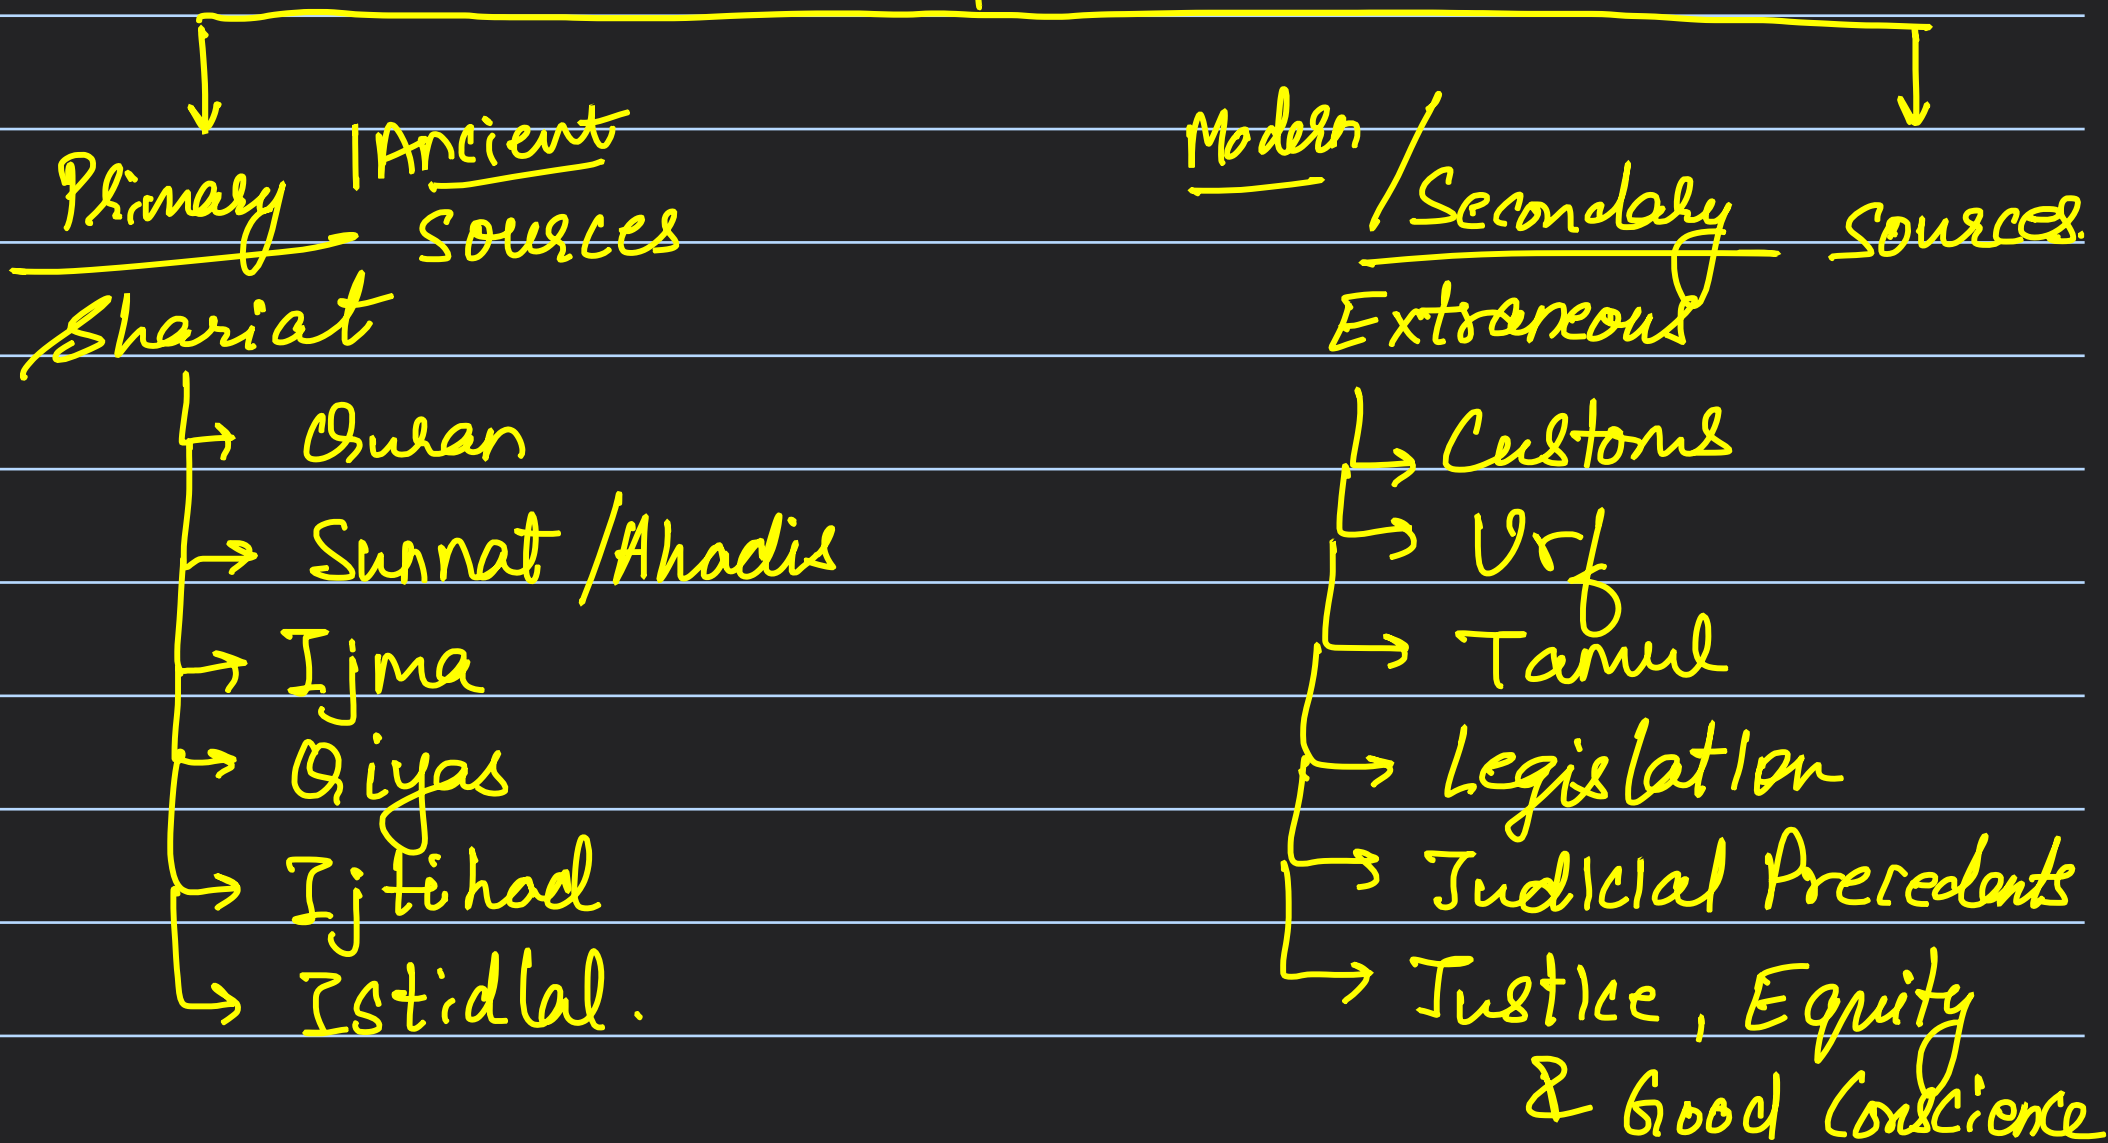 Primary / Ancient
Sources
Shariat
Quran
Sunnat / Ahadis
Ijma
Qiyas
Ijtihad
Istidlal.
Modern / Secondary Sources.
Extraneous
Customs
Urf
Tamul
Legislation
Judicial Precedents
Justice, Equity
& Good Conscience